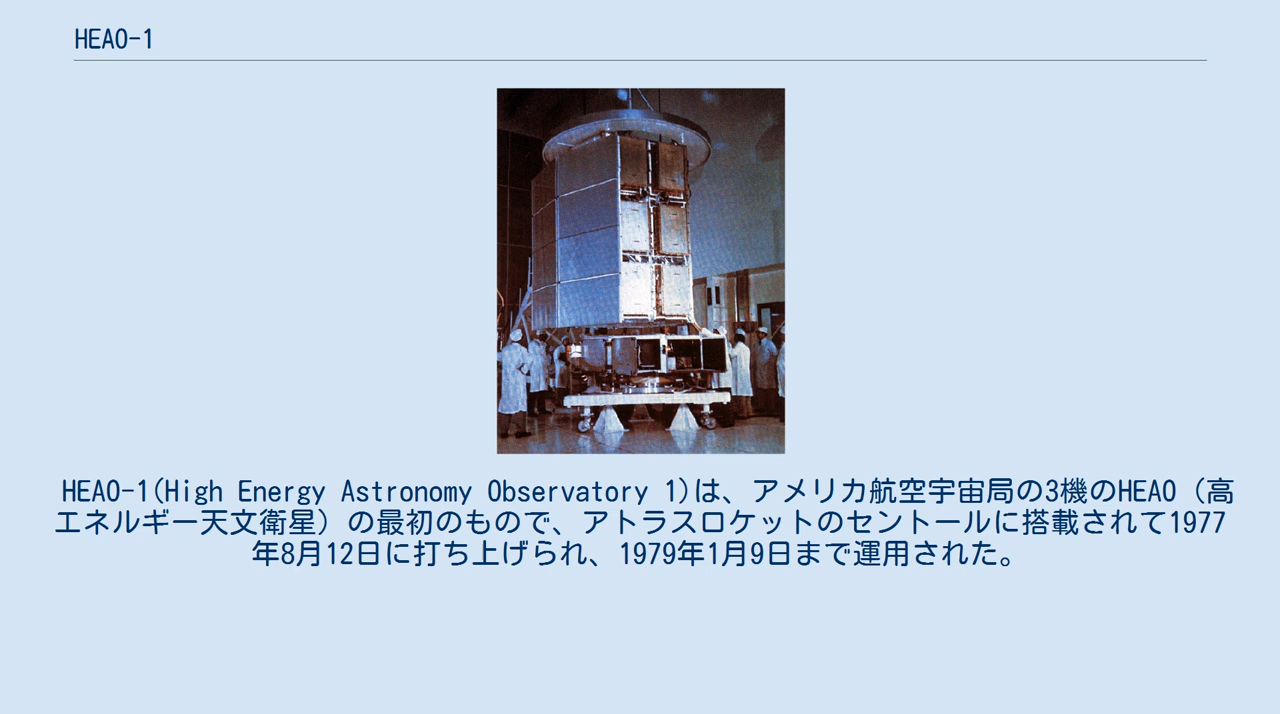 HEAO-1
HEAO-1(High Energy Astronomy Observatory 1)は、アメリカ航空宇宙局の3機のHEAO（高
エネルギー天文衛星）の最初のもので、アトラスロケットのセントールに搭載されて1977
年8月12日に打ち上げられ、1979年1月9日まで運用された。